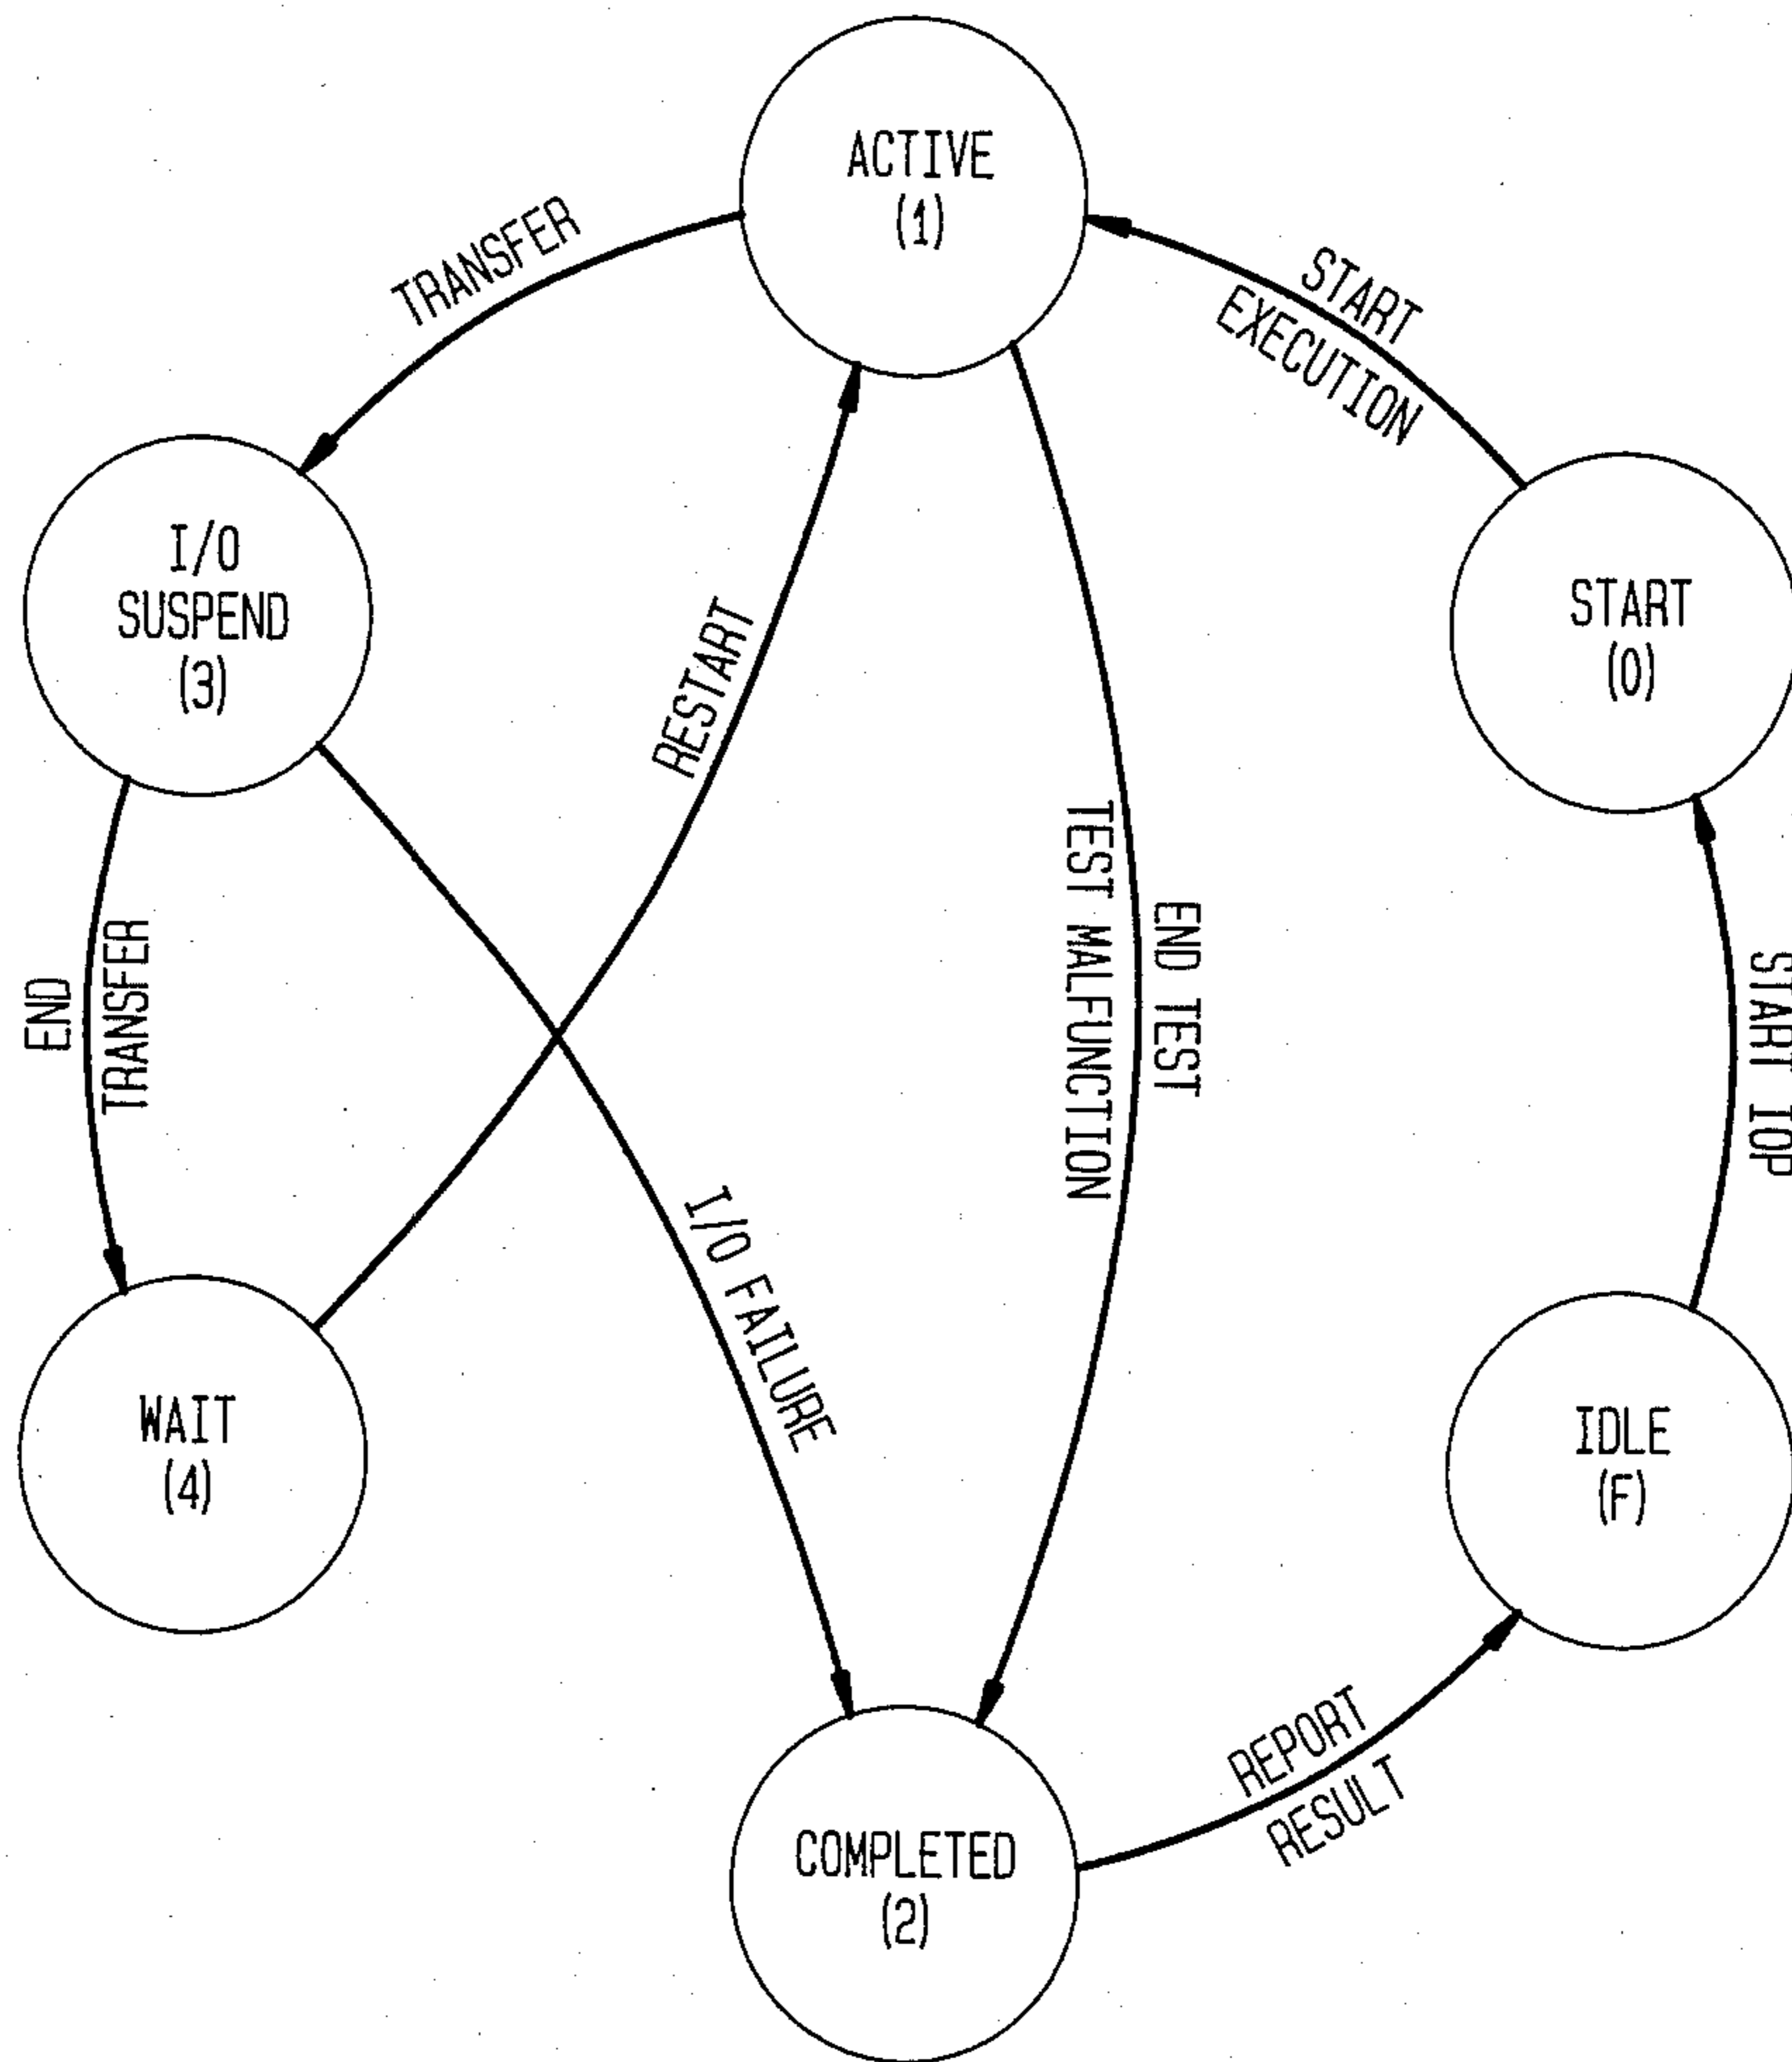 ACTIVE
(1)
TRANSFER
START
EXECUTION
I/O
SUSPEND
(3)
START
(0)
RESTART
TEST MALFUNCTION
END TEST
END
TRANSFER
START IOP
I/O FAILURE
WAIT
(4)
IDLE
(F)
REPORT
RESULT
COMPLETED
(2)